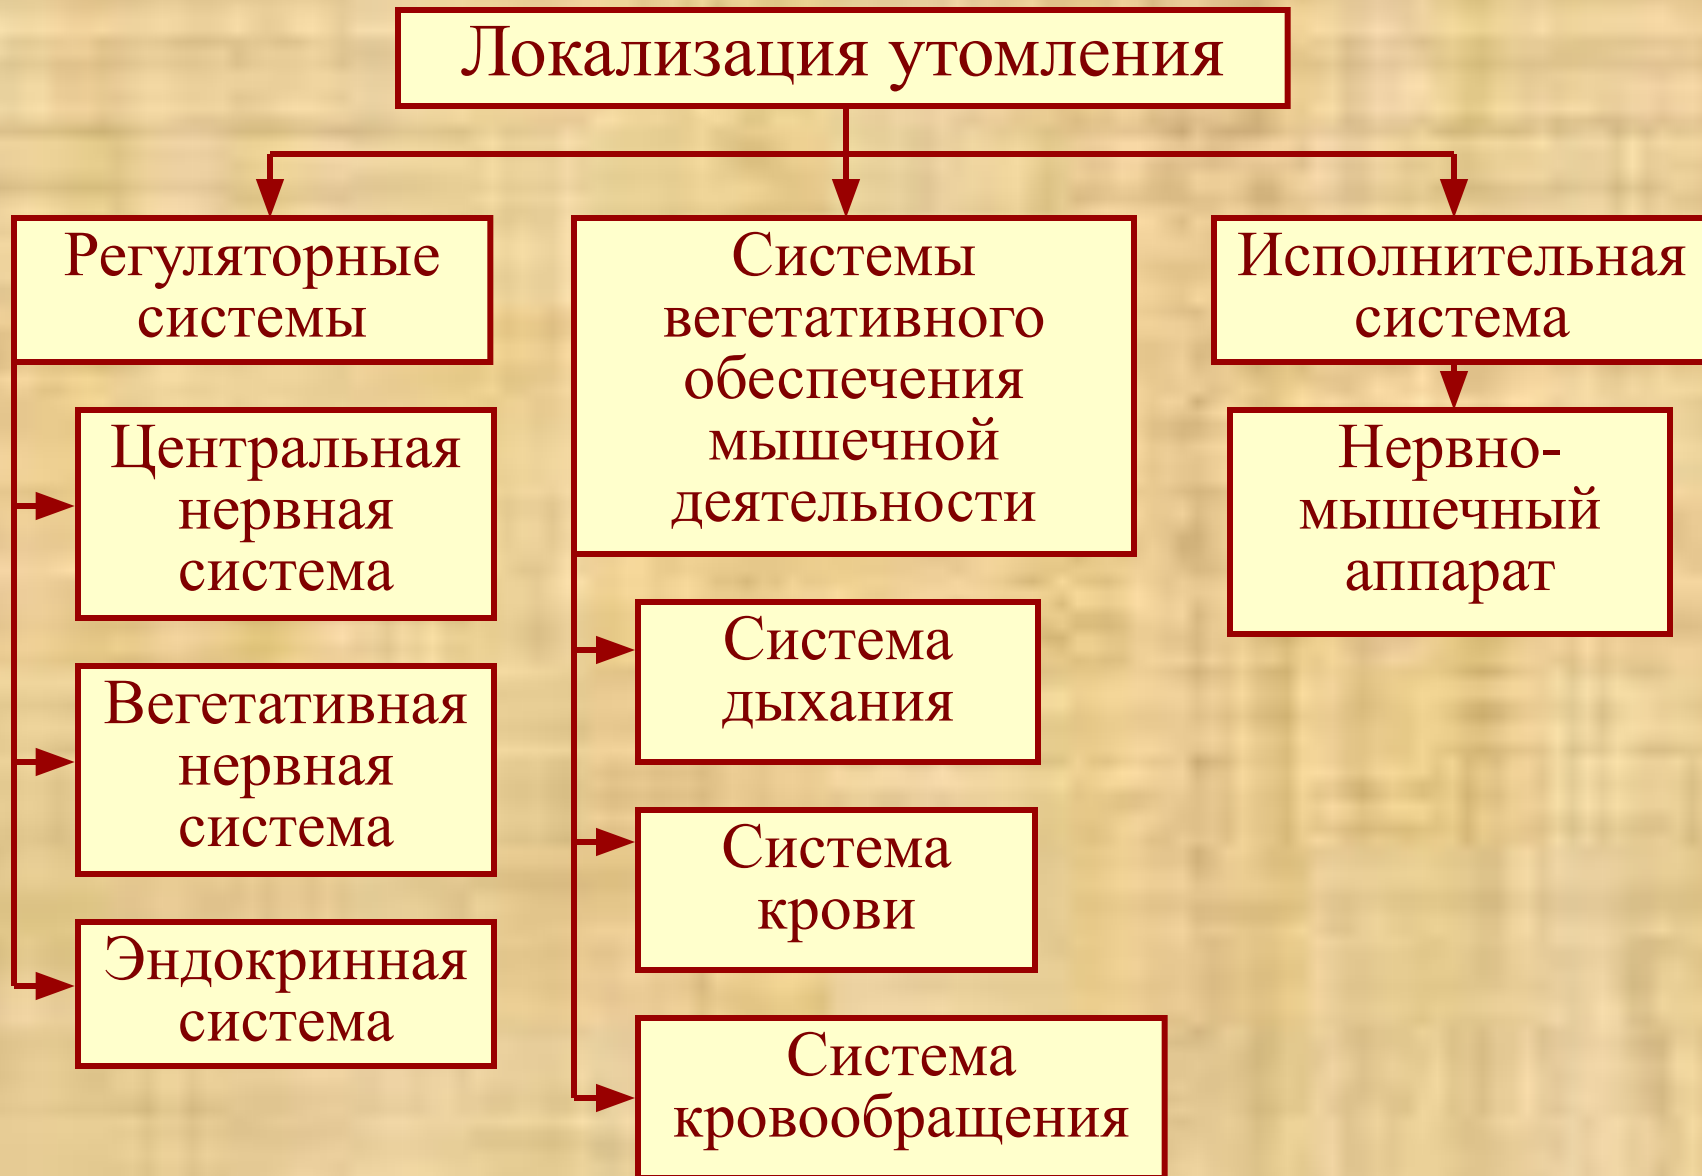 Локализация утомления
Регуляторные
системы
Центральная
нервная
система
Вегетативная
нервная
система
Эндокринная
система
Системы
вегетативного
обеспечения
мышечной
деятельности
Система
дыхания
Система
крови
Система
кровообращения
Исполнительная
система
Нервно-
мышечный
аппарат